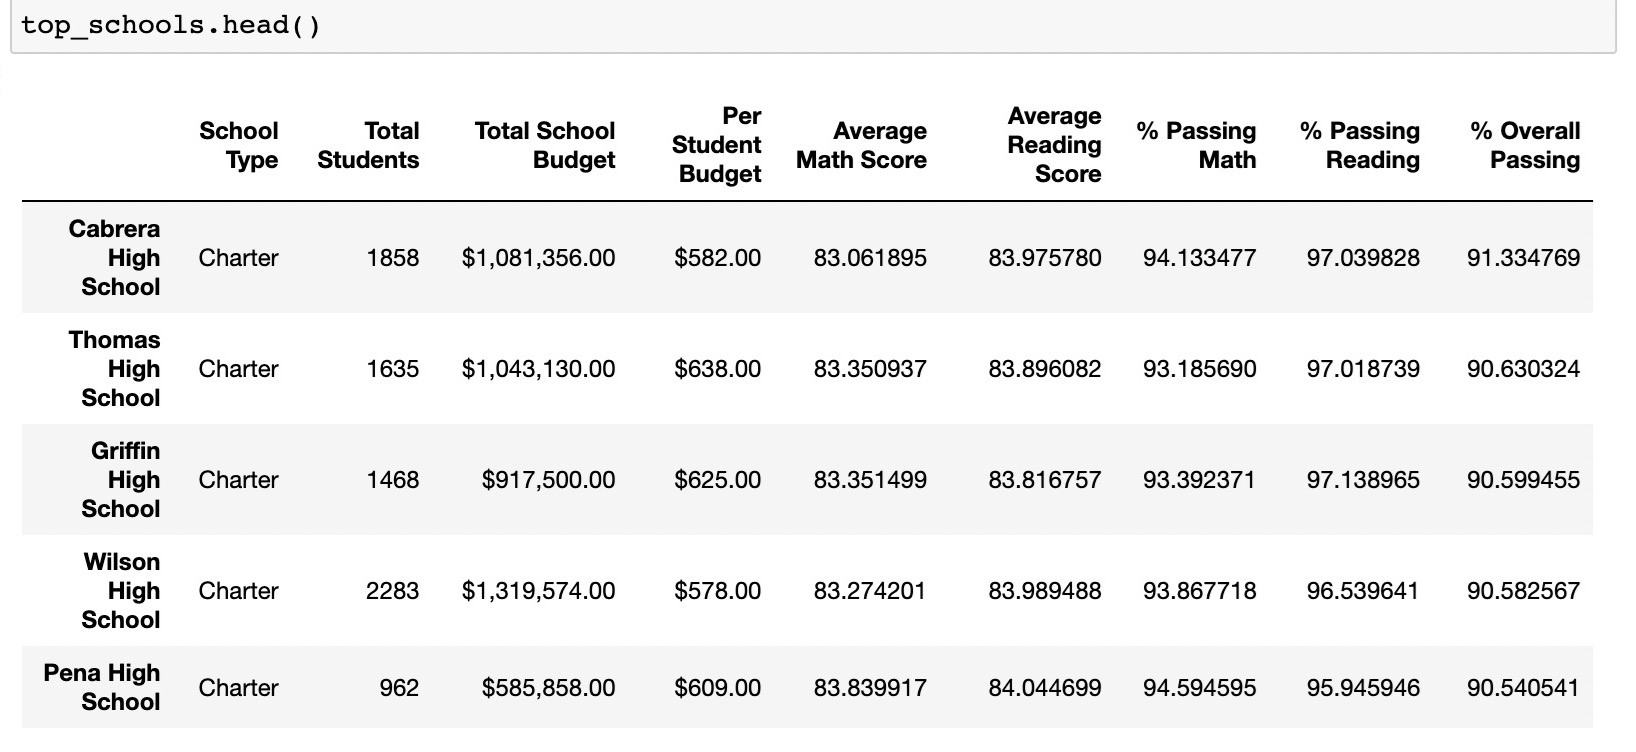 top_schools.head()
School Type Total Students Total School Budget Per Student Budget Average Math Score Average Reading Score % Passing Math % Passing Reading % Overall Passing
Cabrera High School Charter 1858 $1,081,356.00 $582.00 83.061895 83.975780 94.133477 97.039828 91.334769
Thomas High School Charter 1635 $1,043,130.00 $638.00 83.350937 83.896082 93.185690 97.018739 90.630324
Griffin High School Charter 1468 $917,500.00 $625.00 83.351499 83.816757 93.392371 97.138965 90.599455
Wilson High School Charter 2283 $1,319,574.00 $578.00 83.274201 83.989488 93.867718 96.539641 90.582567
Pena High School Charter 962 $585,858.00 $609.00 83.839917 84.044699 94.594595 95.945946 90.540541